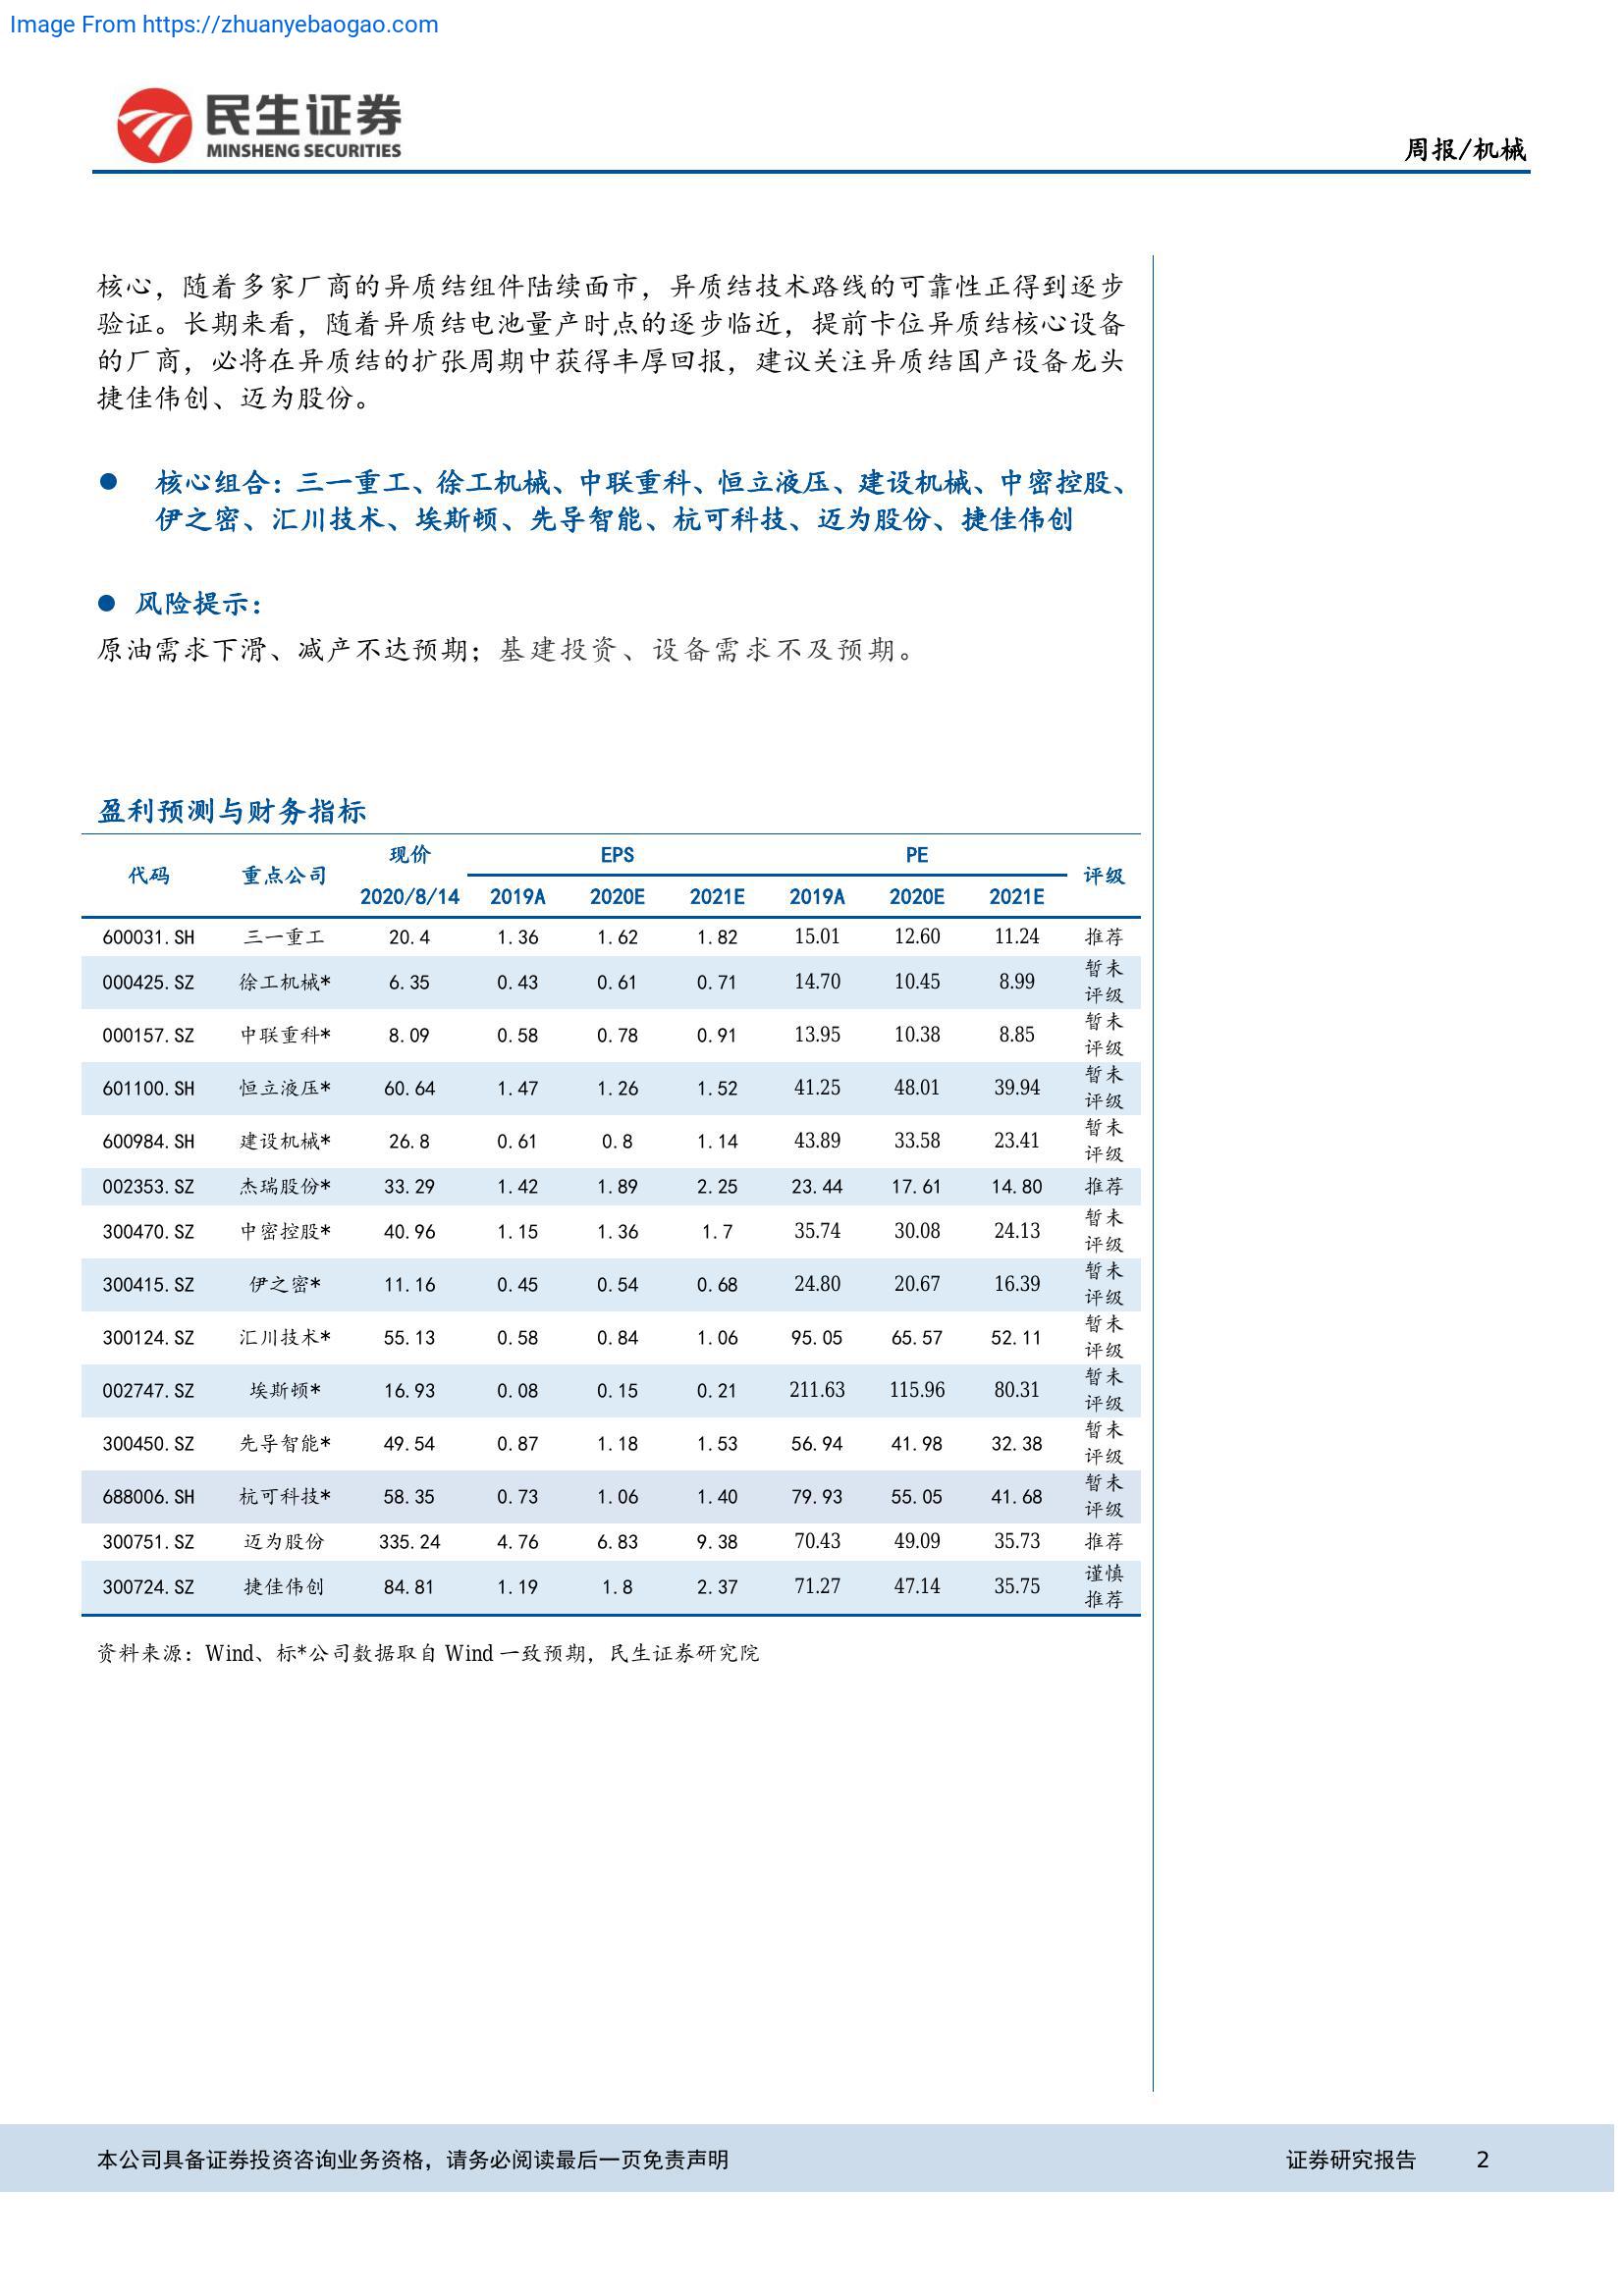 Image From https://zhuanyebaogao.com
民生证券
MINSHENG SECURITIES
周报/机械
核心，随着多家厂商的异质结组件陆续面市，异质结技术路线的可靠性正得到逐步
验证。长期来看，随着异质结电池量产时点的逐步临近，提前卡位异质结核心设备
的厂商，必将在异质结的扩张周期中获得丰厚回报，建议关注异质结国产设备龙头
捷佳伟创、迈为股份。
● 核心组合：三一重工、徐工机械、中联重科、恒立液压、建设机械、中密控股、
伊之密、汇川技术、埃斯顿、先导智能、杭可科技、迈为股份、捷佳伟创
● 风险提示：
原油需求下滑、减产不达预期；基建投资、设备需求不及预期。
盈利预测与财务指标
代码 重点公司 现价 EPS PE 评级
2020/8/14 2019A 2020E 2021E 2019A 2020E 2021E
600031.SH 三一重工 20.4 1.36 1.62 1.82 15.01 12.60 11.24 推荐
000425.SZ 徐工机械* 6.35 0.43 0.61 0.71 14.70 10.45 8.99 暂未评级
000157.SZ 中联重科* 8.09 0.58 0.78 0.91 13.95 10.38 8.85 暂未评级
601100.SH 恒立液压* 60.64 1.47 1.26 1.52 41.25 48.01 39.94 暂未评级
600984.SH 建设机械* 26.8 0.61 0.8 1.14 43.89 33.58 23.41 暂未评级
002353.SZ 杰瑞股份* 33.29 1.42 1.89 2.25 23.44 17.61 14.80 推荐
300470.SZ 中密控股* 40.96 1.15 1.36 1.7 35.74 30.08 24.13 暂未评级
300415.SZ 伊之密* 11.16 0.45 0.54 0.68 24.80 20.67 16.39 暂未评级
300124.SZ 汇川技术* 55.13 0.58 0.84 1.06 95.05 65.57 52.11 暂未评级
002747.SZ 埃斯顿* 16.93 0.08 0.15 0.21 211.63 115.96 80.31 暂未评级
300450.SZ 先导智能* 49.54 0.87 1.18 1.53 56.94 41.98 32.38 暂未评级
688006.SH 杭可科技* 58.35 0.73 1.06 1.40 79.93 55.05 41.68 暂未评级
300751.SZ 迈为股份 335.24 4.76 6.83 9.38 70.43 49.09 35.73 推荐
300724.SZ 捷佳伟创 84.81 1.19 1.8 2.37 71.27 47.14 35.75 谨慎推荐
资料来源：Wind、标*公司数据取自 Wind 一致预期，民生证券研究院
本公司具备证券投资咨询业务资格，请务必阅读最后一页免责声明 证券研究报告 2